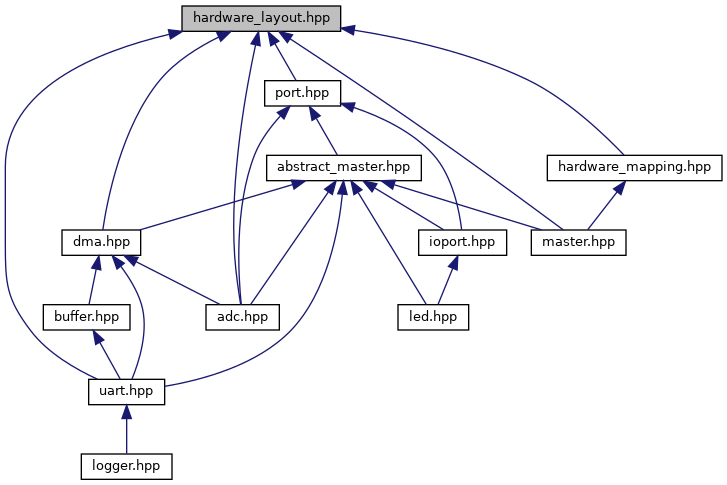 hardware_layout.hpp
port.hpp
abstract_master.hpp
hardware_mapping.hpp
dma.hpp
ioport.hpp
master.hpp
buffer.hpp
adc.hpp
led.hpp
uart.hpp
logger.hpp